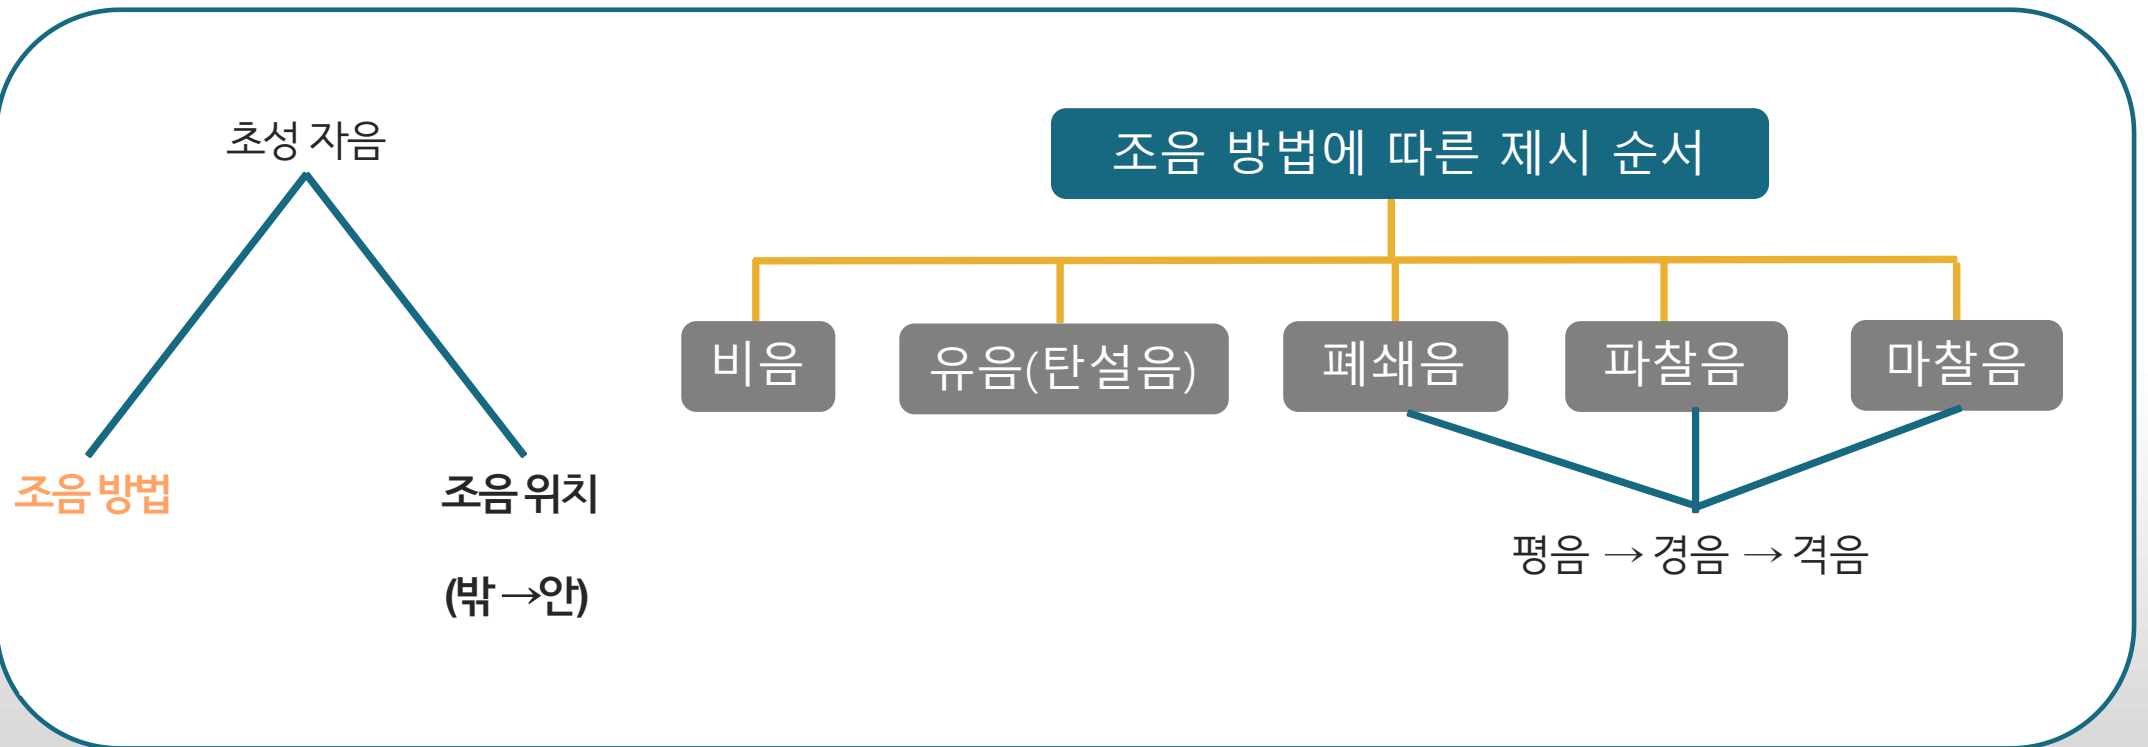 초성 자음
조음 방법
조음 위치
(밖→안)
조음 방법에 따른 제시 순서
비음
유음(탄설음)
폐쇄음
파찰음
마찰음
평음 → 경음 → 격음